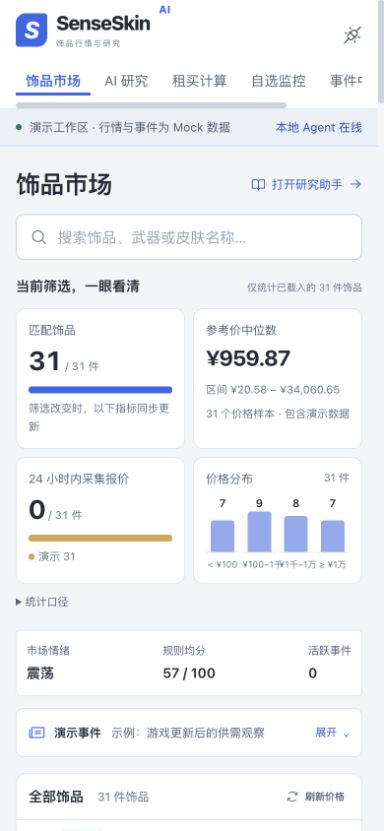 S SenseSkin AI
饰品行情与研究
饰品市场 AI 研究 租买计算 自选监控 事件
演示工作区 · 行情与事件为 Mock 数据 本地 Agent 在线
饰品市场 打开研究助手 →
搜索饰品、武器或皮肤名称...
当前筛选，一眼看清 仅统计已载入的 31 件饰品
匹配饰品
31 / 31 件
筛选改变时，以下指标同步更
新
参考价中位数
¥959.87
区间 ¥20.58 – ¥34,060.65
31 个价格样本 · 包含演示数据
24 小时内采集报价
0 / 31 件
演示 31
价格分布 31 件
7 9 8 7
< ¥100 ¥100–1千 ¥1千–1万 ≥ ¥1万
▶ 统计口径
市场情绪 规则均分 活跃事件
震荡 57 / 100 0
演示事件 示例：游戏更新后的供需观察 展开
全部饰品 31 件饰品 刷新价格